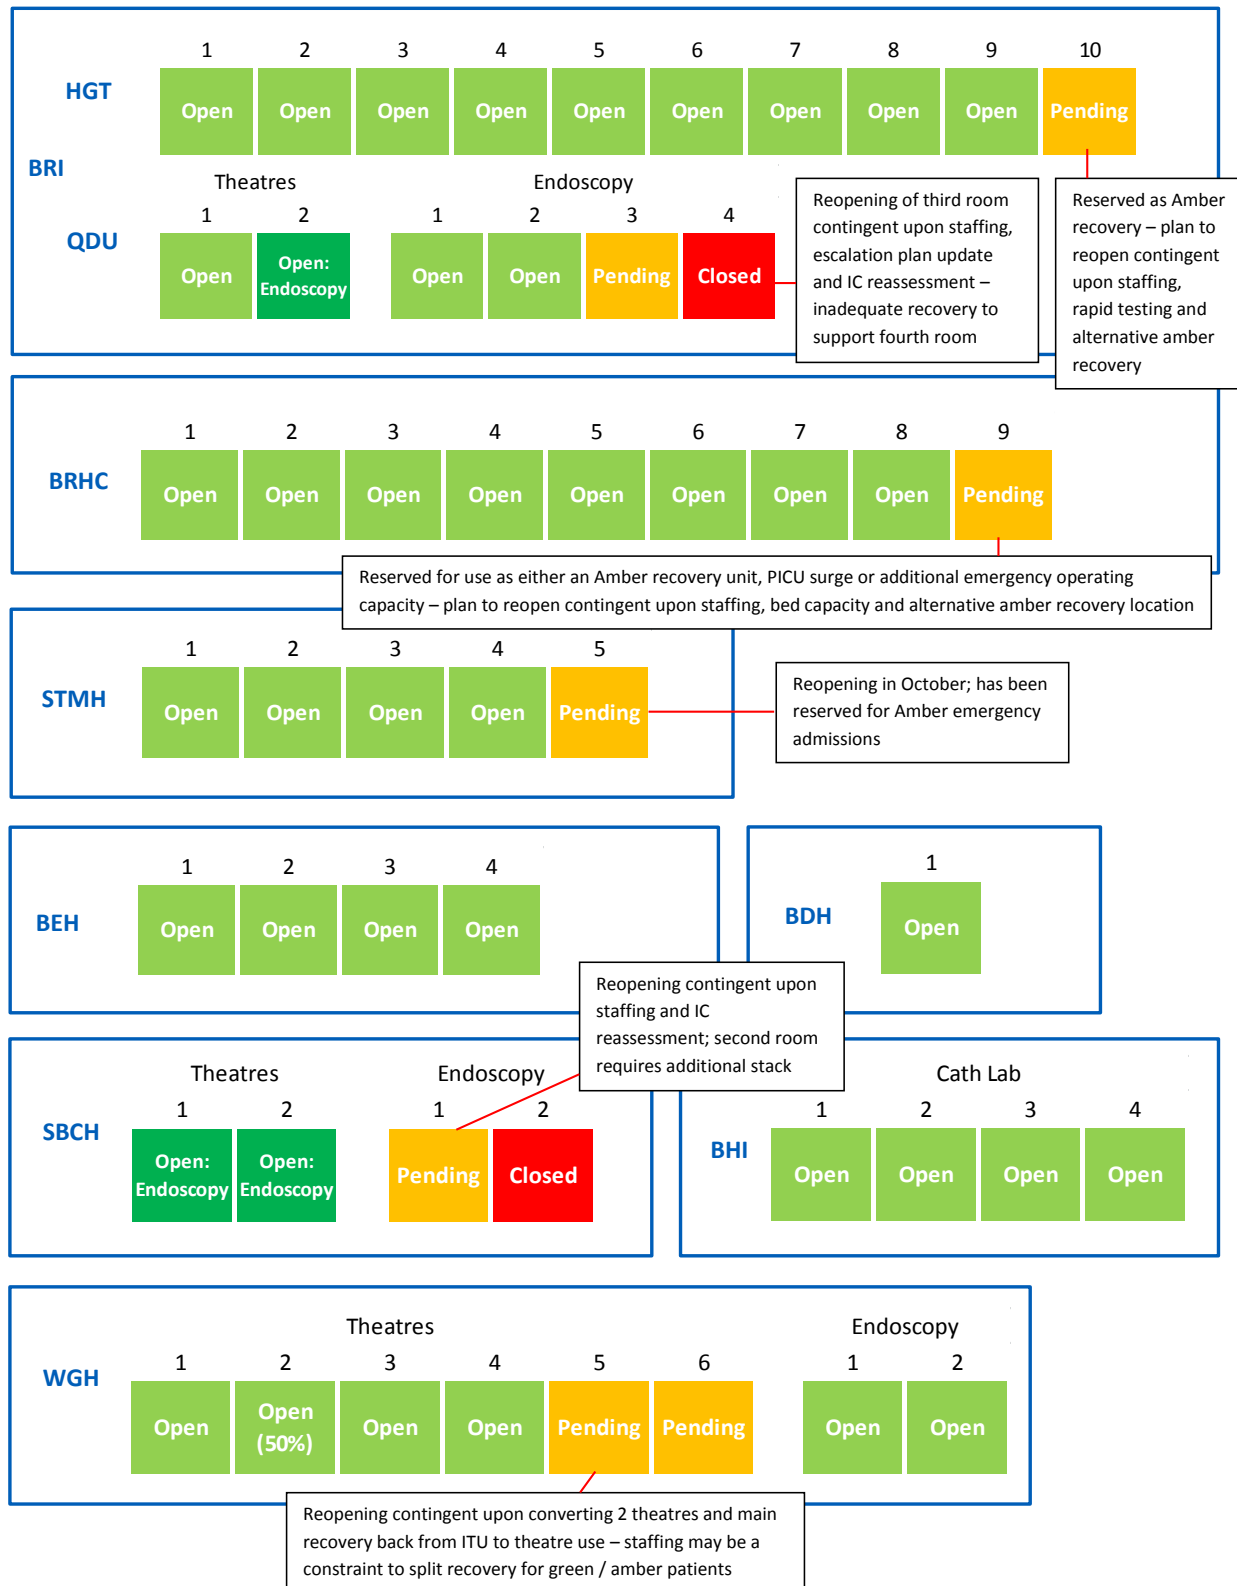 1 2 3 4 5 6 7 8 9 10
HGT
Open Open Open Open Open Open Open Open Open Pending
BRI
Theatres Endoscopy
1 2 1 2 3 4
QDU
Open Open: Endoscopy Open Open Pending Closed
Reopening of third room
contingent upon staffing,
escalation plan update
and IC reassessment –
inadequate recovery to
support fourth room
Reserved as Amber
recovery – plan to
reopen contingent
upon staffing,
rapid testing and
alternative amber
recovery
1 2 3 4 5 6 7 8 9
BRHC
Open Open Open Open Open Open Open Open Pending
Reserved for use as either an Amber recovery unit, PICU surge or additional emergency operating
capacity – plan to reopen contingent upon staffing, bed capacity and alternative amber recovery location
1 2 3 4 5
STMH
Open Open Open Open Pending
Reopening in October; has been
reserved for Amber emergency
admissions
1 2 3 4
BEH
Open Open Open Open
1
BDH
Open
Reopening contingent upon
staffing and IC
reassessment; second room
requires additional stack
Theatres Endoscopy
1 2 1 2
SBCH
Open: Endoscopy Open: Endoscopy Pending Closed
Cath Lab
1 2 3 4
BHI
Open Open Open Open
Theatres Endoscopy
1 2 3 4 5 6 1 2
WGH
Open Open (50%) Open Open Pending Pending Open Open
Reopening contingent upon converting 2 theatres and main
recovery back from ITU to theatre use – staffing may be a
constraint to split recovery for green / amber patients